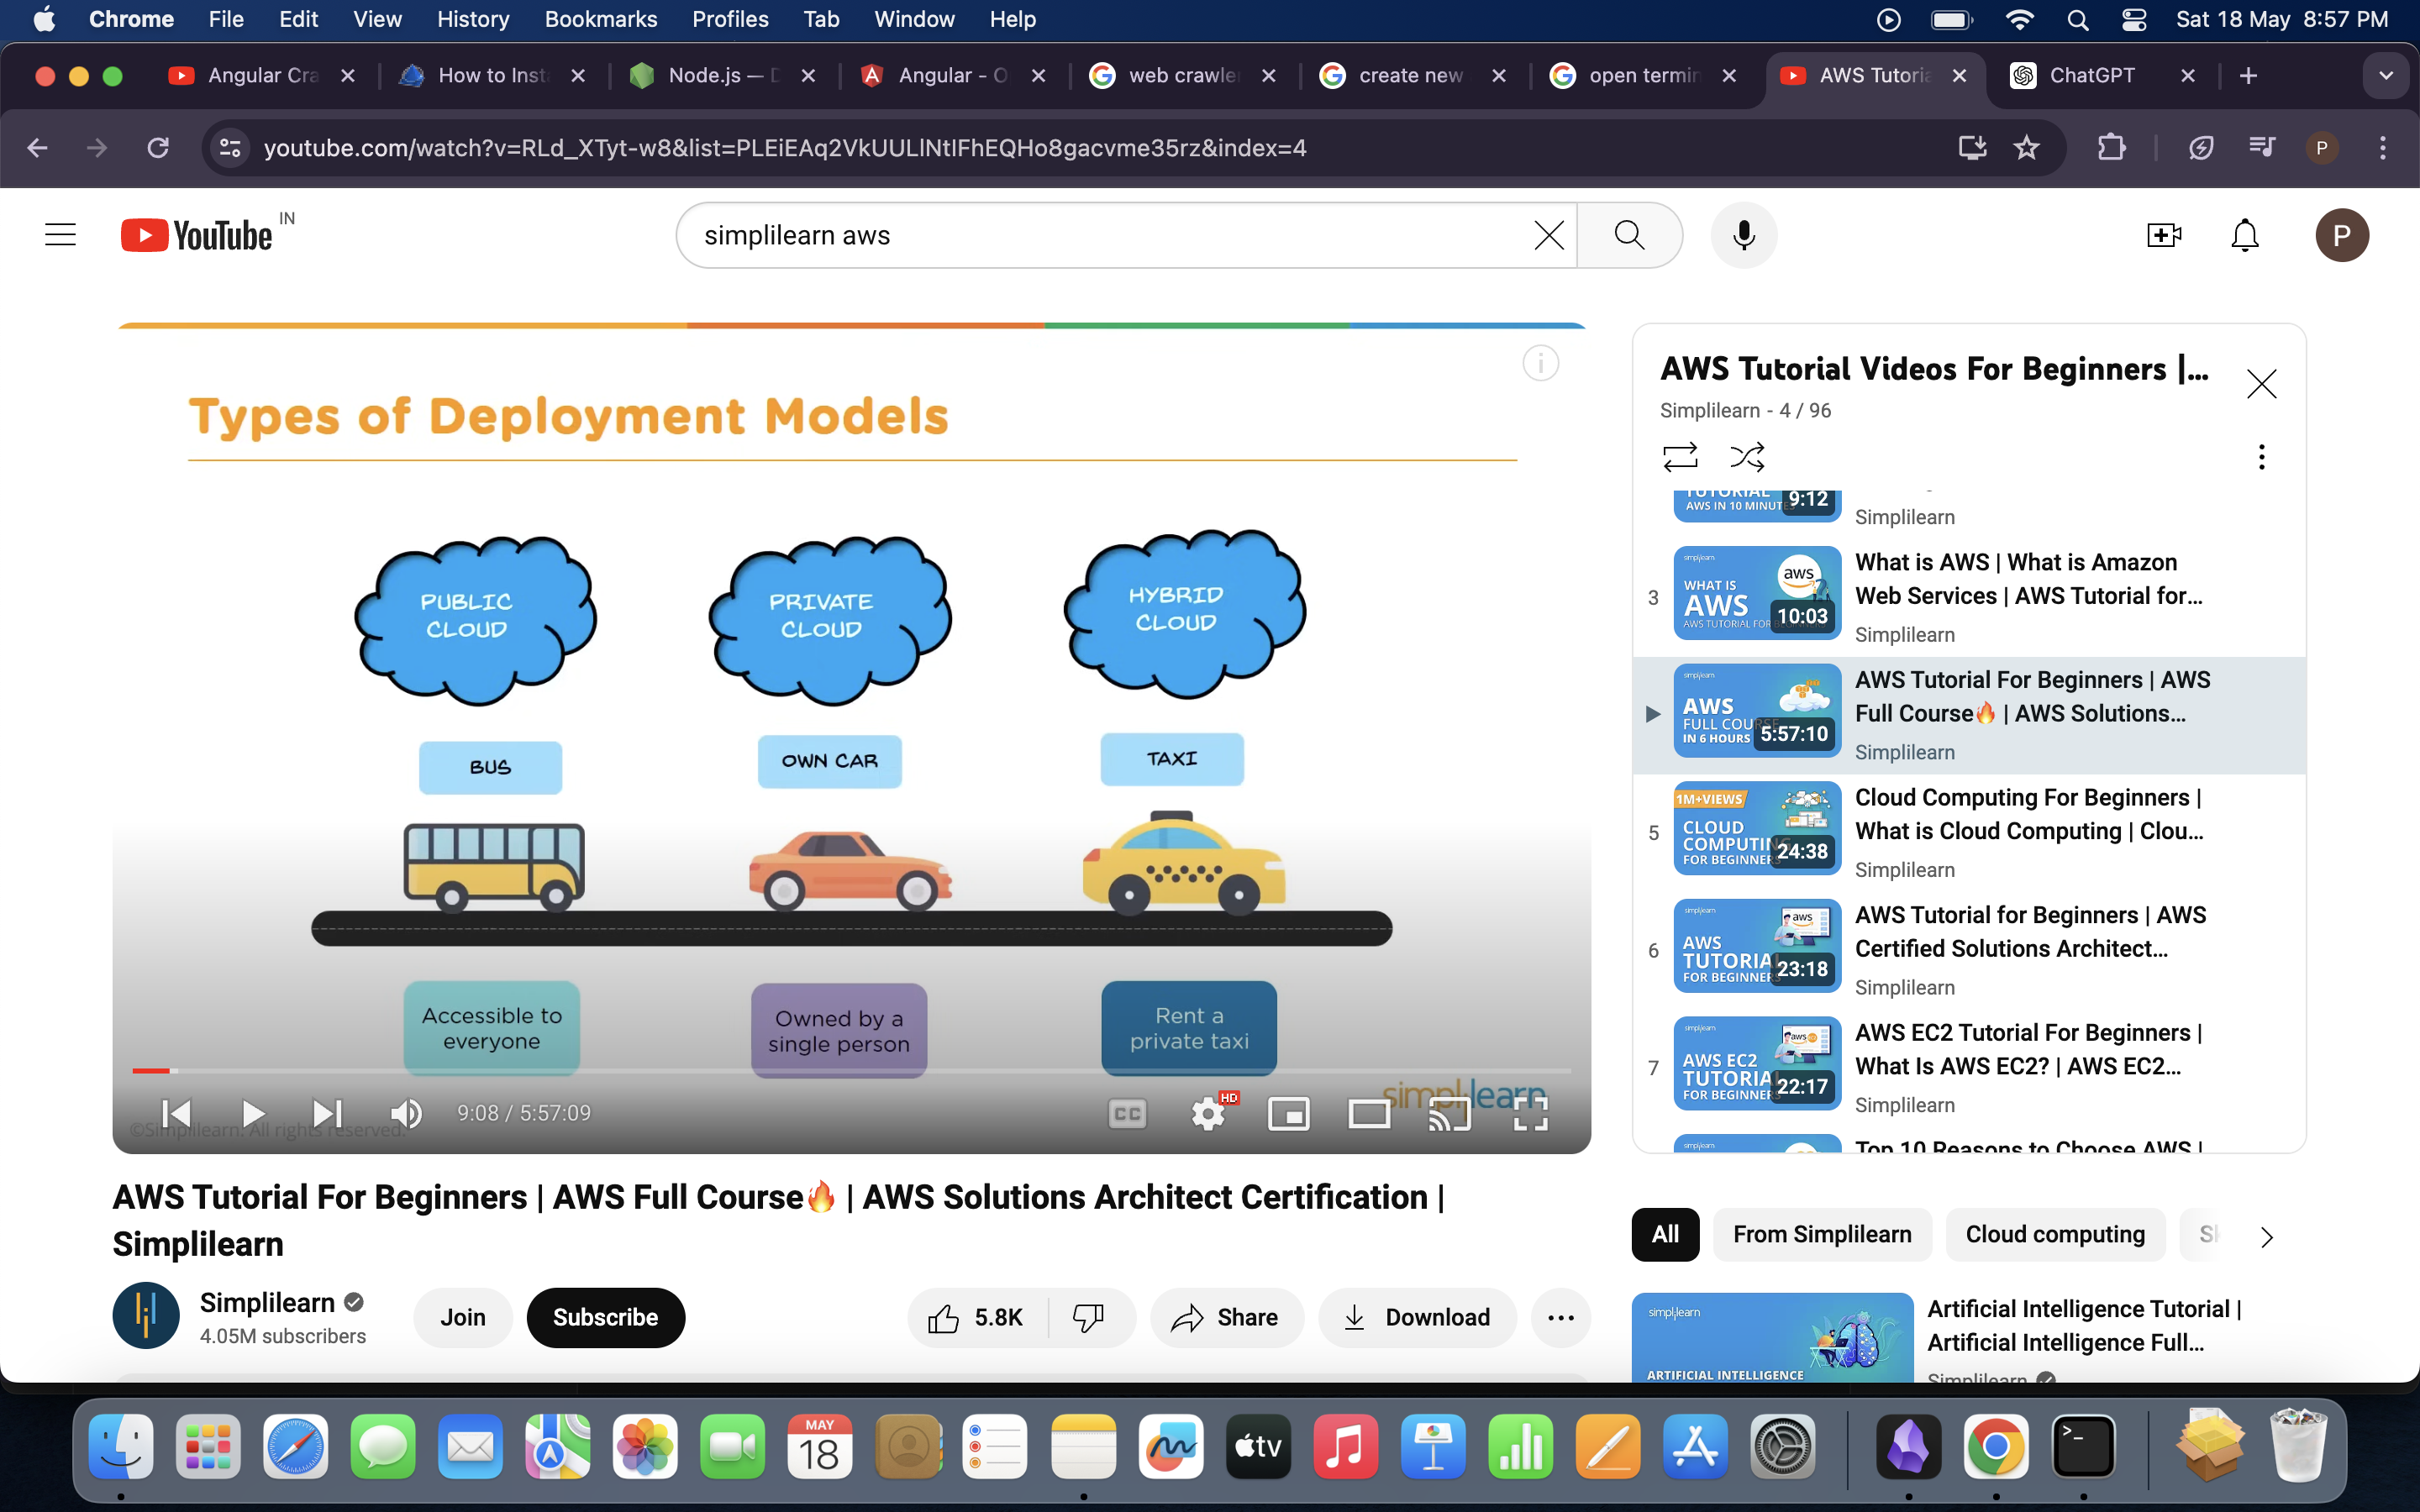 Chrome File Edit View History Bookmarks Profiles Tab Window Help Sat 18 May 8:57 PM
Angular Cra How to Inst Node.js — D Angular - O web crawler create new open termin AWS Tutoria ChatGPT
youtube.com/watch?v=RLd_XTyt-w8&list=PLEiEAq2VkUULlNtIFhEQHo8gacvme35rz&index=4 P
YouTube IN
simplilearn aws
P
Types of Deployment Models
PUBLIC
CLOUD
PRIVATE
CLOUD
HYBRID
CLOUD
BUS
OWN CAR
TAXI
Accessible to
everyone
Owned by a
single person
Rent a
private taxi
simplilearn
9:08 / 5:57:09
CC
HD
©Simplilearn. All rights reserved.
AWS Tutorial For Beginners | AWS Full Course🔥 | AWS Solutions Architect Certification |
Simplilearn
Simplilearn
4.05M subscribers
Join
Subscribe
5.8K
Share
Download
AWS Tutorial Videos For Beginners |...
Simplilearn - 4 / 96
TUTORIAL
AWS IN 10 MINUTES
9:12
Simplilearn
3
simplilearn
WHAT IS
AWS
AWS TUTORIAL FOR
aws
10:03
What is AWS | What is Amazon
Web Services | AWS Tutorial for...
Simplilearn
simplilearn
AWS
FULL COURSE
IN 6 HOURS
5:57:10
AWS Tutorial For Beginners | AWS
Full Course🔥 | AWS Solutions...
Simplilearn
5
1M+VIEWS
CLOUD
COMPUTING
FOR BEGINNERS
24:38
Cloud Computing For Beginners |
What is Cloud Computing | Clou...
Simplilearn
6
simplilearn
AWS
TUTORIAL
FOR BEGINNERS
aws
23:18
AWS Tutorial for Beginners | AWS
Certified Solutions Architect...
Simplilearn
7
simplilearn
AWS EC2
TUTORIAL
FOR BEGINNERS
aws
22:17
AWS EC2 Tutorial For Beginners |
What Is AWS EC2? | AWS EC2...
Simplilearn
simplilearn
Top 10 Reasons to Choose AWS |
All
From Simplilearn
Cloud computing
simplilearn
ARTIFICIAL INTELLIGENCE
Artificial Intelligence Tutorial |
Artificial Intelligence Full...
Simplilearn
MAY
18
tv